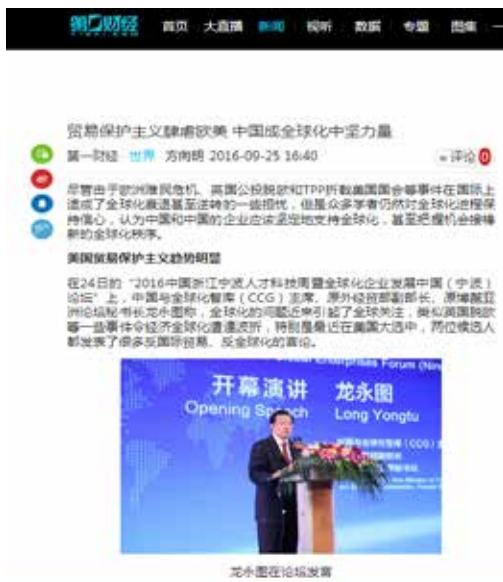 第一财经
首页 大直播 新闻 视听 数据 专题 图集
贸易保护主义肆虐欧美 中国成全球化中坚力量
第一财经 世界 方向明 2016-09-25 16:40
评论 0
尽管由于欧洲难民危机、英国公投脱欧和TPP折戟美国国会等事件在国际上
造成了全球化衰退甚至逆转的一些担忧,但是众多学者仍然对全球化进程保
持信心,认为中国和中国的企业应该坚定地支持全球化,甚至把握机会接棒
新的全球化秩序。
美国贸易保护主义趋势明显
在24日的“2016中国浙江宁波人才科技周暨全球化企业发展中国(宁波)
论坛”上,中国与全球化智库(CCG)主席、原外经贸部副部长、原博鳌亚
洲论坛秘书长龙永图称,全球化的问题近来引起了全球关注,类似英国脱欧
等一些事件令经济全球化遭遇波折,特别是最近在美国大选中,两位候选人
都发表了很多反国际贸易、反全球化的言论。
Enterprises Forum (Ning
开幕演讲 龙永图
Opening Speech Long Yongtu
龙永图在论坛发言